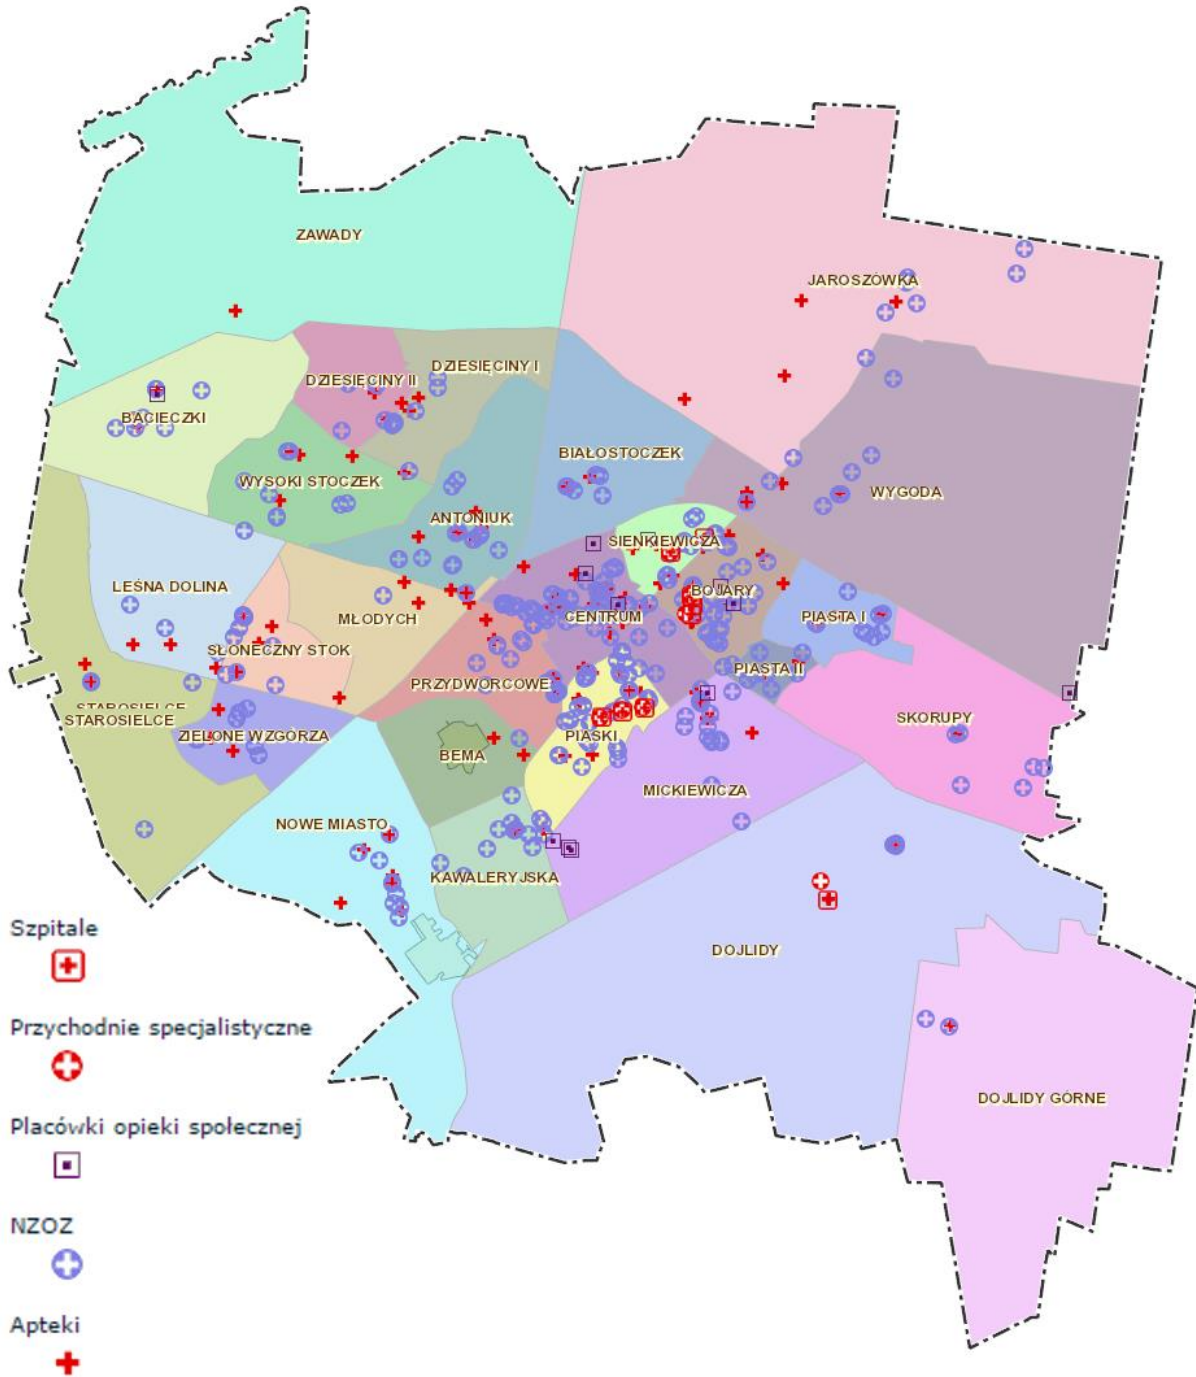 ZAWADY
JAROSZÓWKA
DZIESIĘCINY I
DZIESIĘCINY II
BACIECZKI
BIAŁOSTOCZEK
WYSOKI STOCZEK
WYGODA
ANTONIUK
SIENKIEWICZA
LEŚNA DOLINA
BOJARY
MŁODYCH
CENTRUM
PIASTA I
SŁONECZNY STOK
PIASTA II
PRZYDWORCOWE
STAROSIELCE
STAROSIELCE
SKORUPY
ZIELONE WZGÓRZA
PIASKI
BEMA
MICKIEWICZA
NOWE MIASTO
KAWALERYJSKA
DOJLIDY
DOJLIDY GÓRNE
Szpitale
Przychodnie specjalistyczne
Placówki opieki społecznej
NZOZ
Apteki